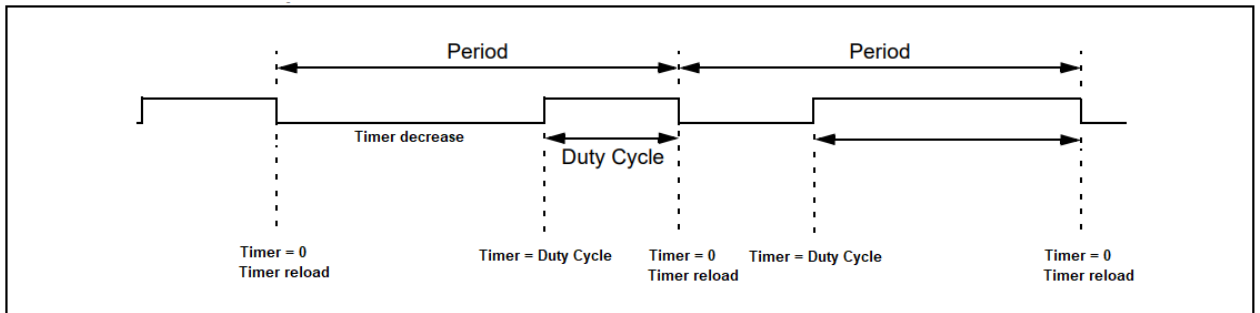 Period
Period
Timer decrease
Duty Cycle
Timer = 0
Timer reload
Timer = Duty Cycle
Timer = 0
Timer reload
Timer = Duty Cycle
Timer = 0
Timer reload